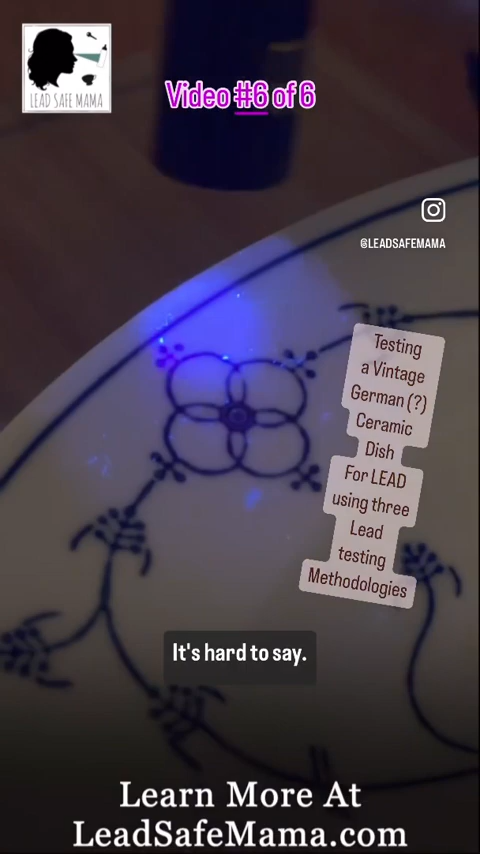 LEAD SAFE MAMA
Video #6 of 6
@LEADSAFEMAMA
Testing
a Vintage
German (?)
Ceramic
Dish
For LEAD
using three
Lead
testing
Methodologies
It's hard to say.
Learn More At
LeadSafeMama.com